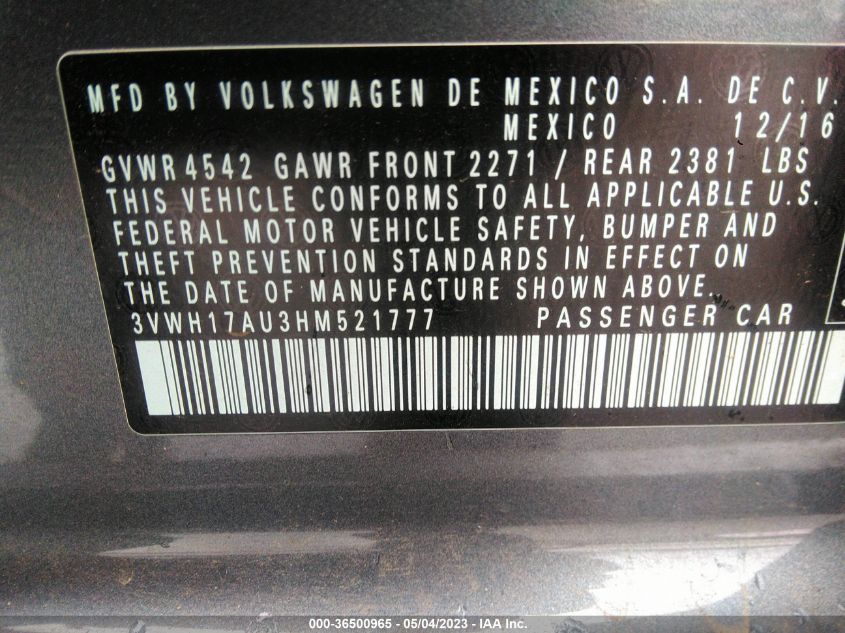 MFD BY VOLKSWAGEN DE MEXICO S.A. DE C.V.
MEXICO 12/16
GVWR 4542 GAWR FRONT 2271 / REAR 2381 LBS
THIS VEHICLE CONFORMS TO ALL APPLICABLE U.S.
FEDERAL MOTOR VEHICLE SAFETY, BUMPER AND
THEFT PREVENTION STANDARDS IN EFFECT ON
THE DATE OF MANUFACTURE SHOWN ABOVE.
3VWH17AU3HM521777 PASSENGER CAR
000-36500965 - 05/04/2023 - IAA Inc.